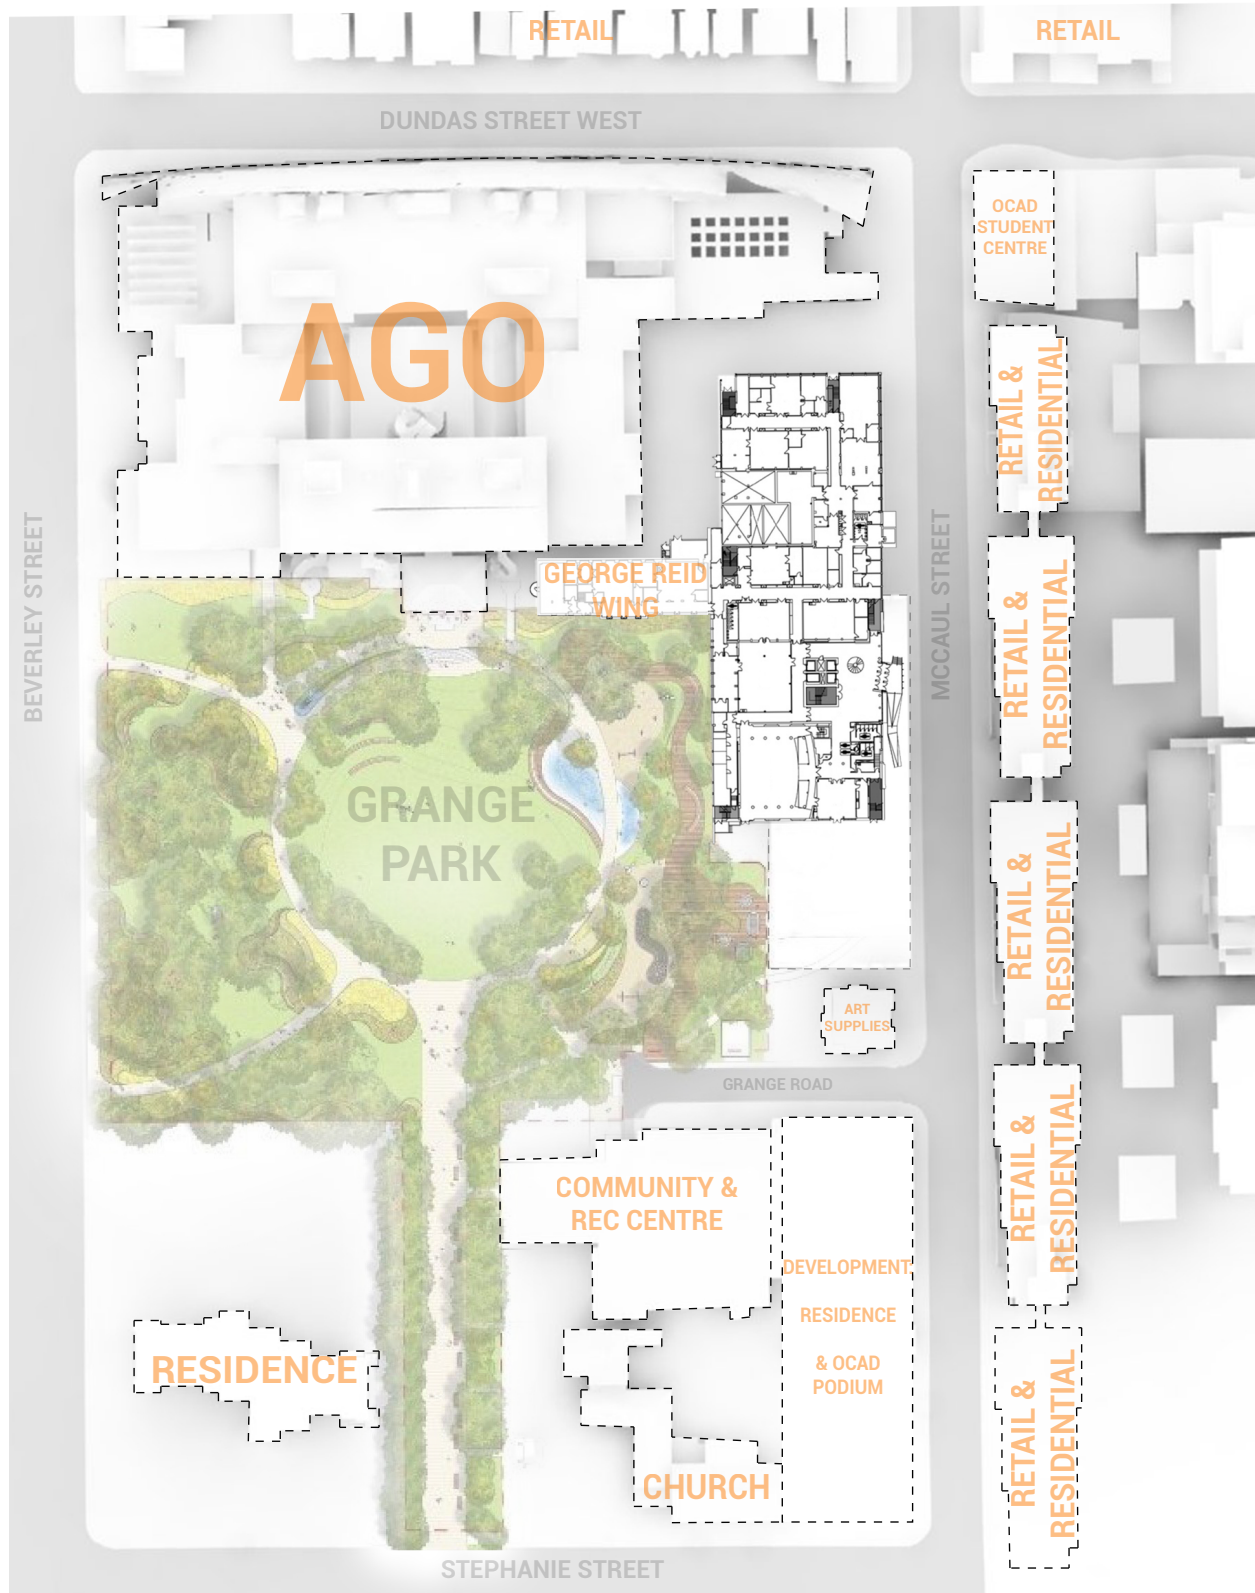 RETAIL
RETAIL
DUNDAS STREET WEST
OCAD
STUDENT
CENTRE
AGO
RETAIL &
RESIDENTIAL
BEVERLEY STREET
MCCAUL STREET
GEORGE REID
WING
RETAIL &
RESIDENTIAL
GRANGE
PARK
RETAIL &
RESIDENTIAL
ART
SUPPLIES
GRANGE ROAD
RETAIL &
RESIDENTIAL
COMMUNITY &
REC CENTRE
DEVELOPMENT
RESIDENCE
& OCAD
PODIUM
RESIDENCE
RETAIL &
RESIDENTIAL
CHURCH
STEPHANIE STREET